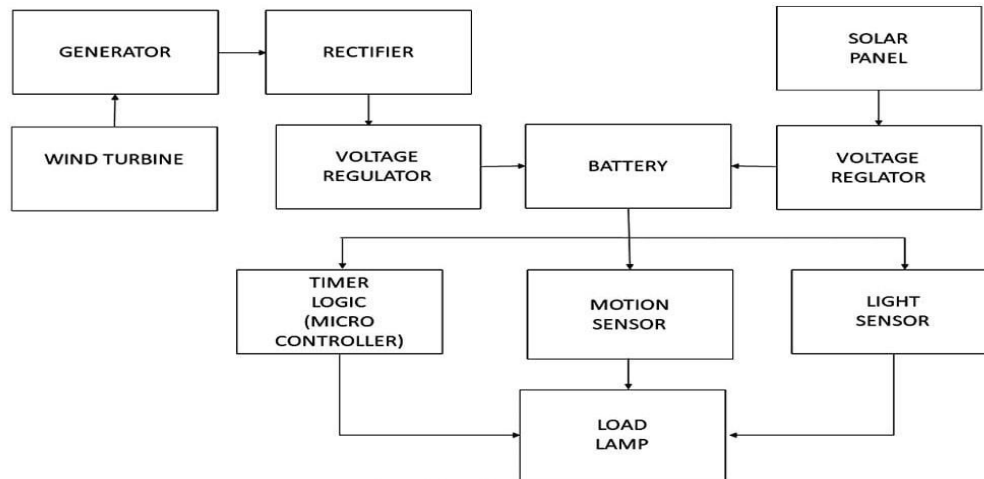 GENERATOR
RECTIFIER
SOLAR
PANEL
WIND TURBINE
VOLTAGE
REGULATOR
BATTERY
VOLTAGE
REGLATOR
TIMER
LOGIC
(MICRO
CONTROLLER)
MOTION
SENSOR
LIGHT
SENSOR
LOAD
LAMP